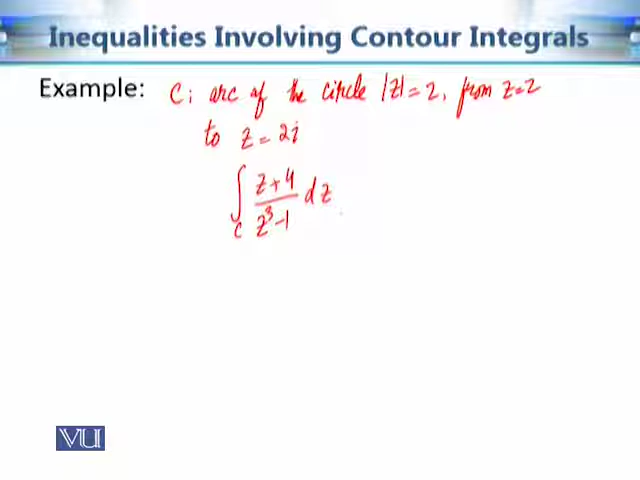 Inequalities Involving Contour Integrals
Example: C: arc of the circle |z|=2, from z=2
to z=2i
∫_C (z+4)/(z³-1) dz
VU